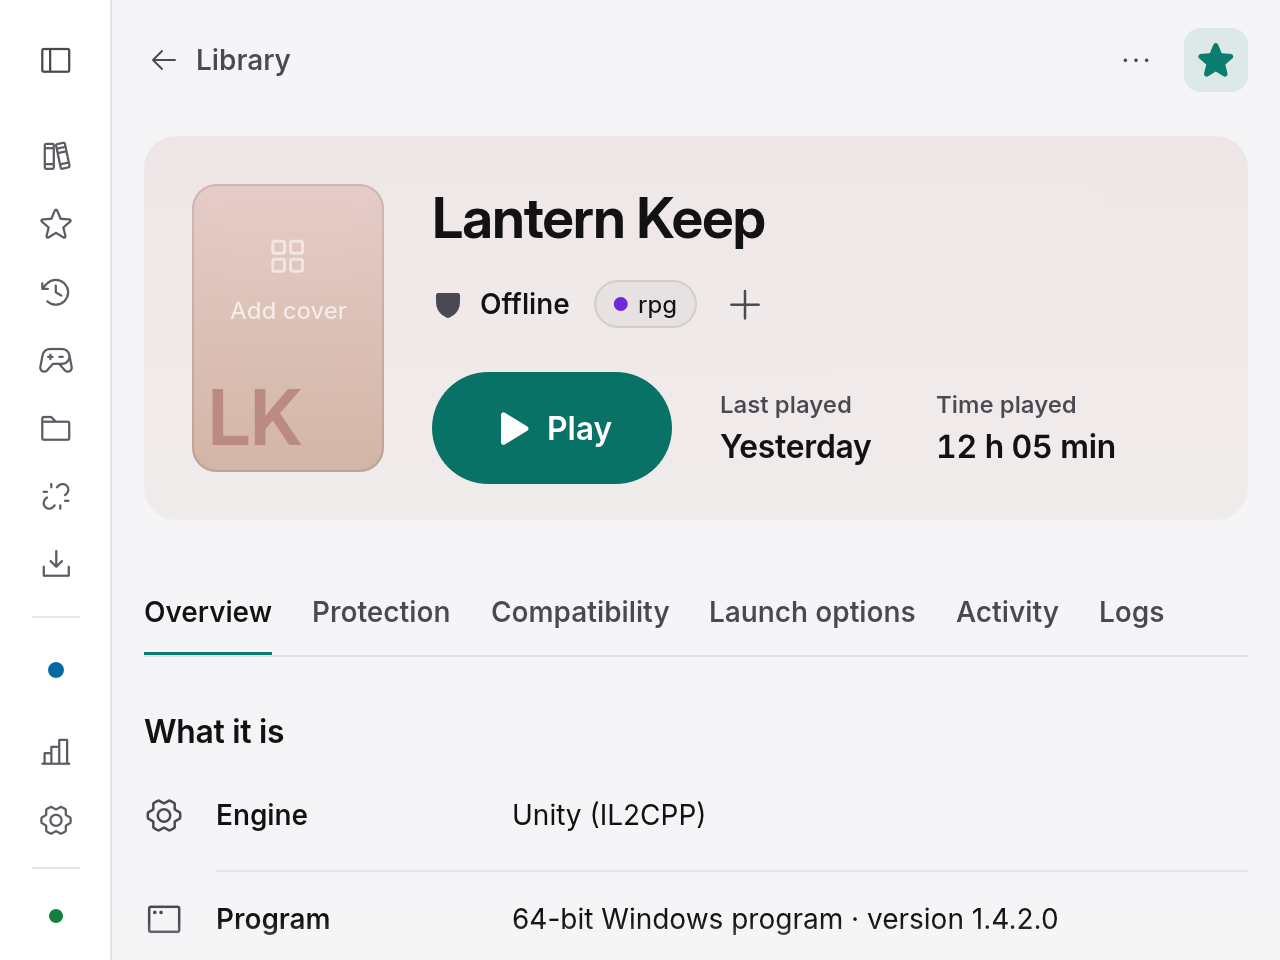 Library
Lantern Keep
Add cover
LK
Offline
rpg
Play
Last played
Yesterday
Time played
12 h 05 min
Overview
Protection
Compatibility
Launch options
Activity
Logs
What it is
Engine
Unity (IL2CPP)
Program
64-bit Windows program · version 1.4.2.0